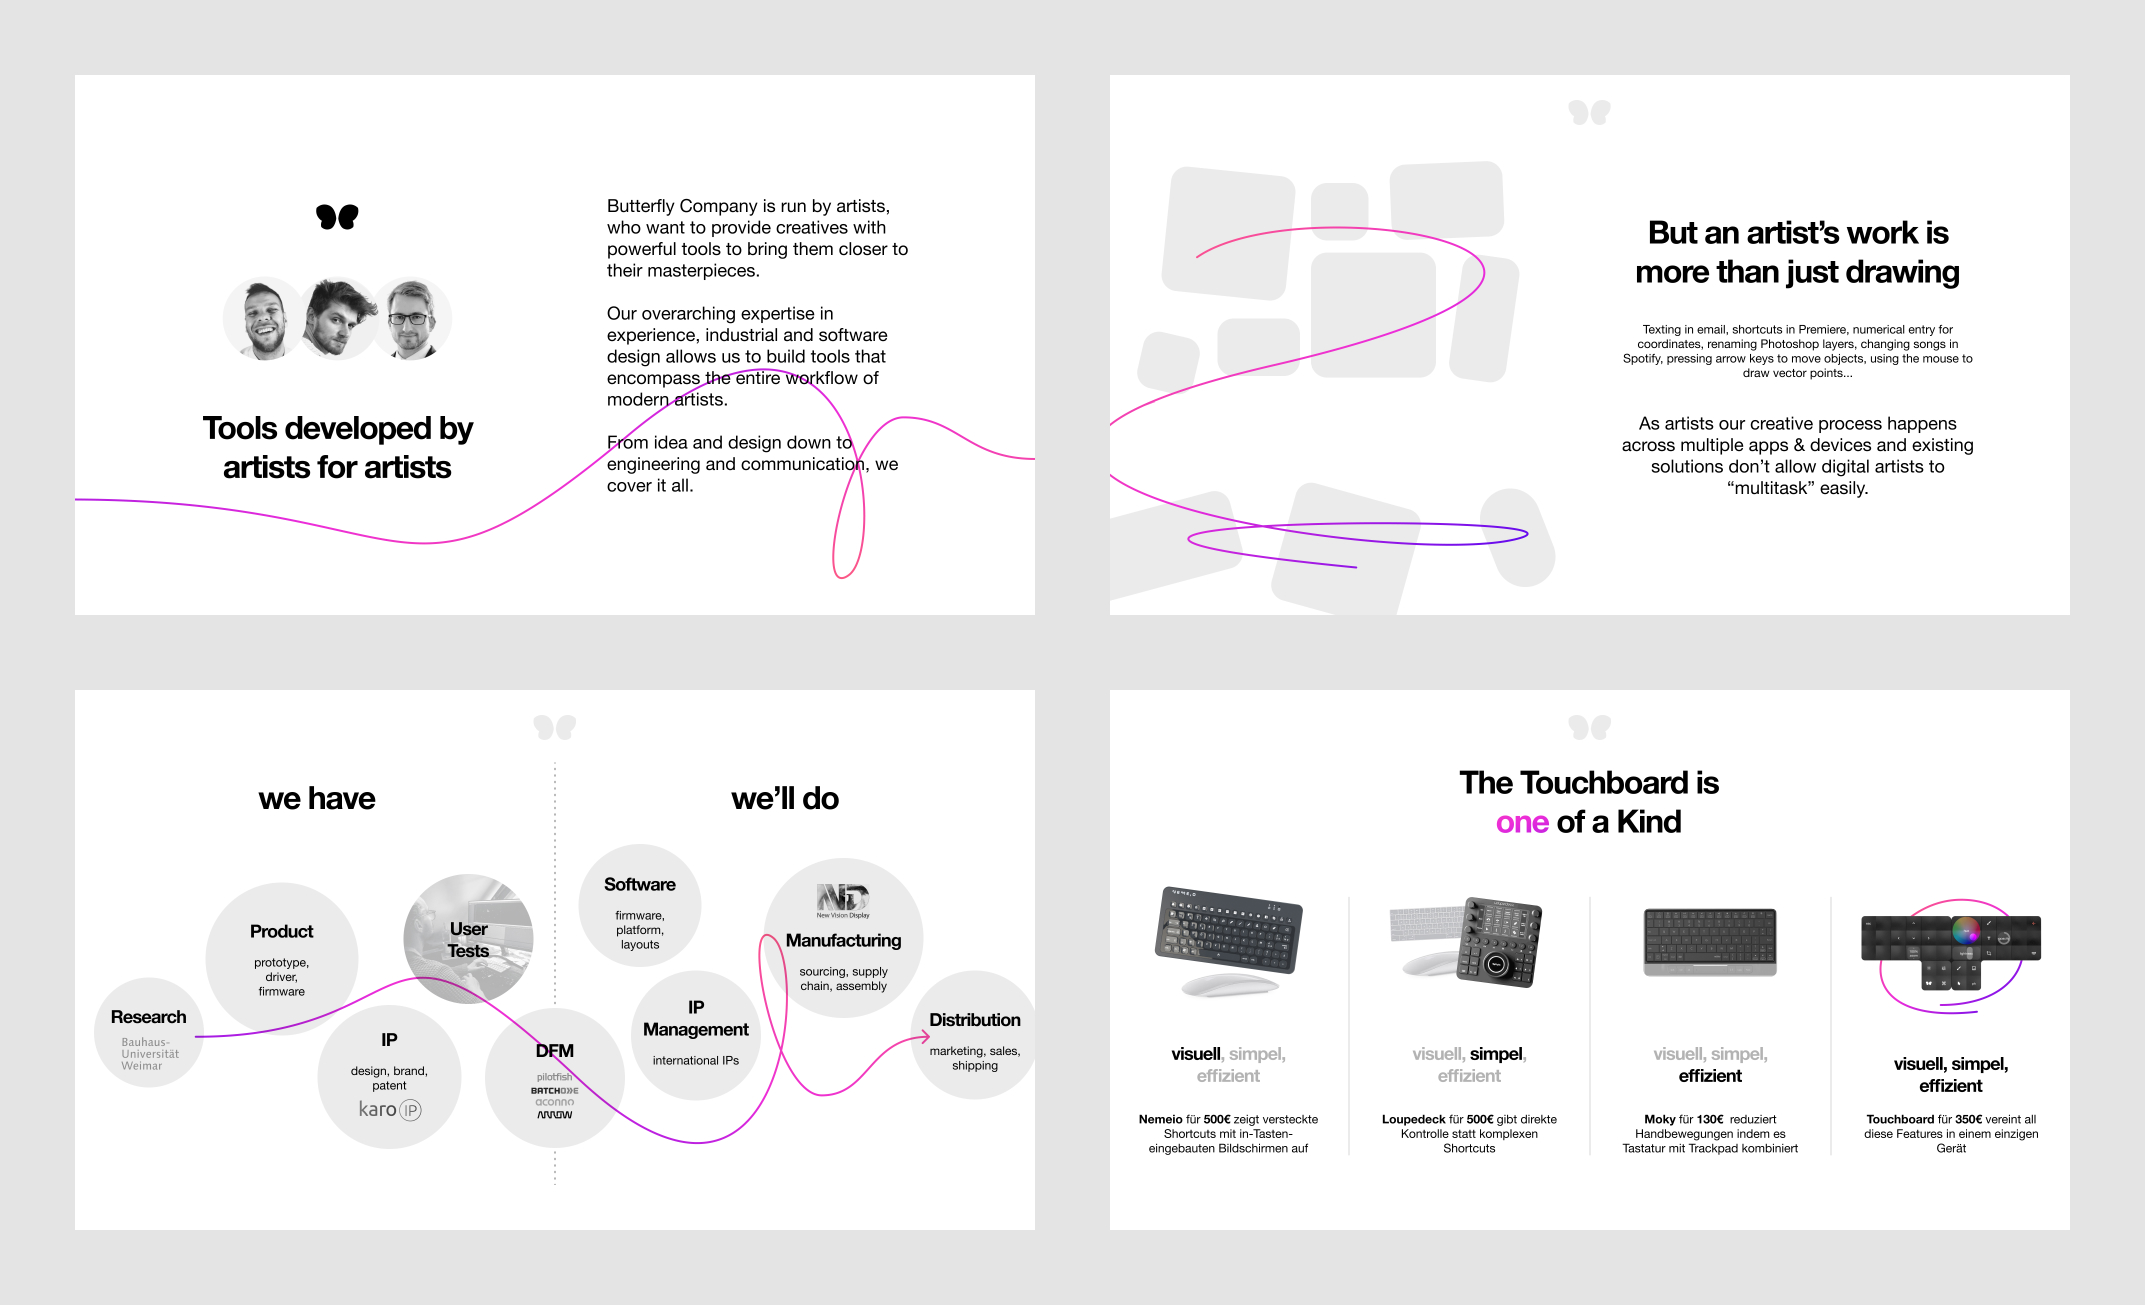 Tools developed by
artists for artists
Butterfly Company is run by artists,
who want to provide creatives with
powerful tools to bring them closer to
their masterpieces.
Our overarching expertise in
experience, industrial and software
design allows us to build tools that
encompass the entire workflow of
modern artists.
From idea and design down to
engineering and communication, we
cover it all.
But an artist’s work is
more than just drawing
Texting in email, shortcuts in Premiere, numerical entry for
coordinates, renaming Photoshop layers, changing songs in
Spotify, pressing arrow keys to move objects, using the mouse to
draw vector points...
As artists our creative process happens
across multiple apps & devices and existing
solutions don’t allow digital artists to
“multitask” easily.
we have
Research
Bauhaus-
Universität
Weimar
Product
prototype,
driver,
firmware
IP
design, brand,
patent
karo IP
User
Tests
DFM
pilotfish
BATCHONE
aconno
ARROW
we’ll do
Software
firmware,
platform,
layouts
IP
Management
international IPs
NVD
New Vision Display
Manufacturing
sourcing, supply
chain, assembly
Distribution
marketing, sales,
shipping
The Touchboard is
one of a Kind
visuell, simpel,
effizient
Nemeio für 500€ zeigt versteckte
Shortcuts mit in-Tasten-
eingebauten Bildschirmen auf
visuell, simpel,
effizient
Loupedeck für 500€ gibt direkte
Kontrolle statt komplexen
Shortcuts
visuell, simpel,
effizient
Moky für 130€ reduziert
Handbewegungen indem es
Tastatur mit Trackpad kombiniert
visuell, simpel,
effizient
Touchboard für 350€ vereint all
diese Features in einem einzigen
Gerät